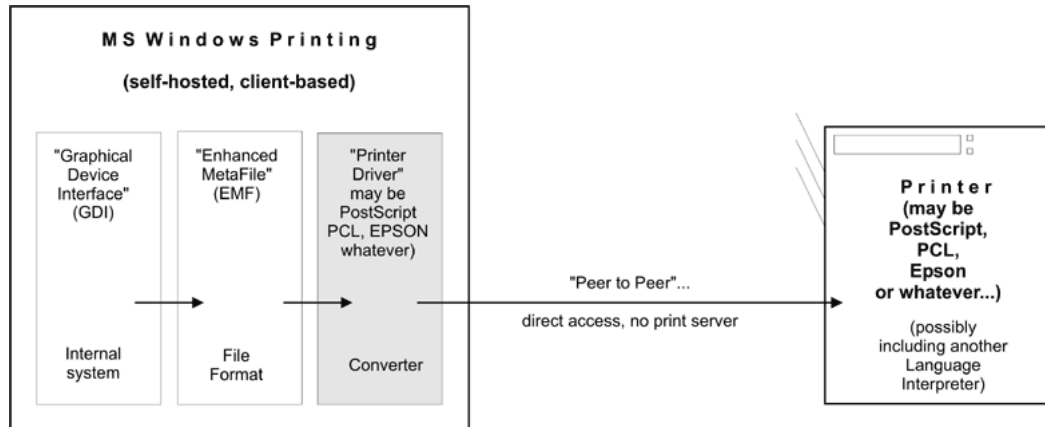 M S W i n d o w s P r i n t i n g
(self-hosted, client-based)
"Graphical
Device
Interface"
(GDI)
Internal
system
"Enhanced
MetaFile"
(EMF)
File
Format
"Printer
Driver"
may be
PostScript
PCL, EPSON
whatever)
Converter
"Peer to Peer"...
direct access, no print server
P r i n t e r
(may be
PostScript,
PCL,
Epson
or whatever...)
(possibly
including another
Language
Interpreter)